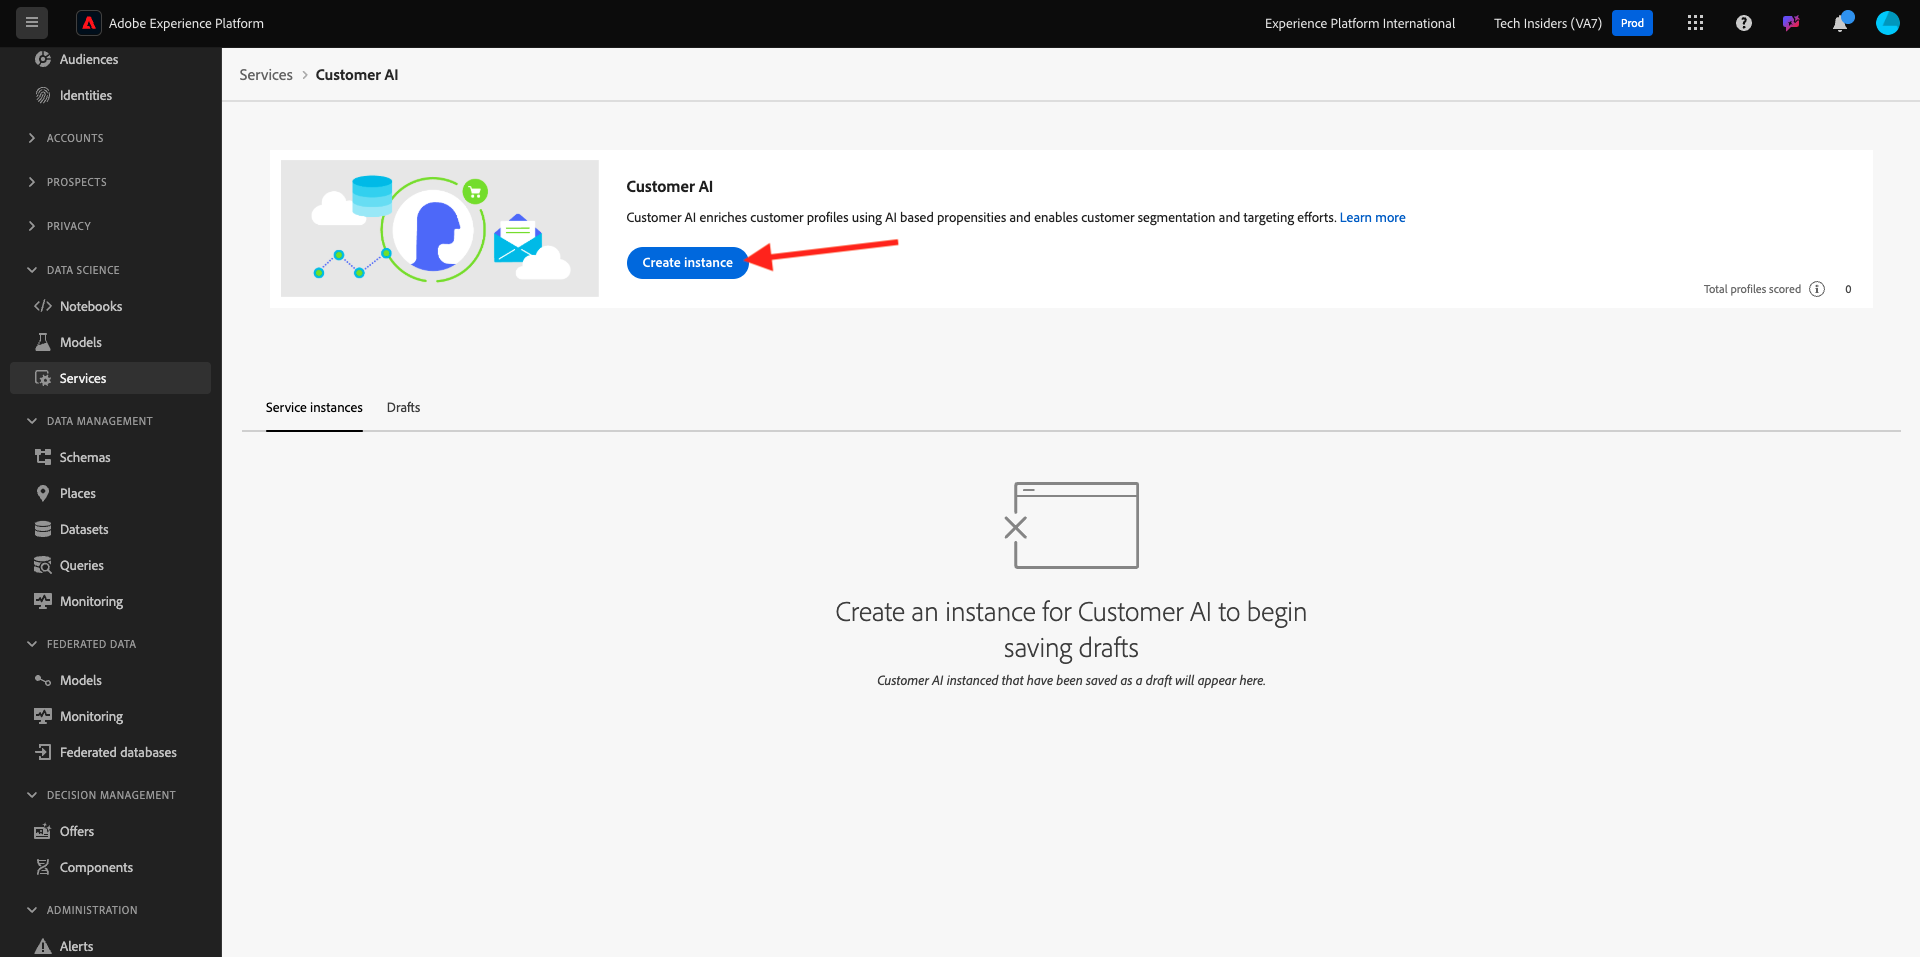 Adobe Experience Platform
Experience Platform International
Tech Insiders (VA7)
Prod
Audiences
Identities
ACCOUNTS
PROSPECTS
PRIVACY
DATA SCIENCE
Notebooks
Models
Services
DATA MANAGEMENT
Schemas
Places
Datasets
Queries
Monitoring
FEDERATED DATA
Models
Monitoring
Federated databases
DECISION MANAGEMENT
Offers
Components
ADMINISTRATION
Alerts
Services > Customer AI
Customer AI
Customer AI enriches customer profiles using AI based propensities and enables customer segmentation and targeting efforts. Learn more
Create instance
Total profiles scored 0
Service instances
Drafts
Create an instance for Customer AI to begin
saving drafts
Customer AI instanced that have been saved as a draft will appear here.